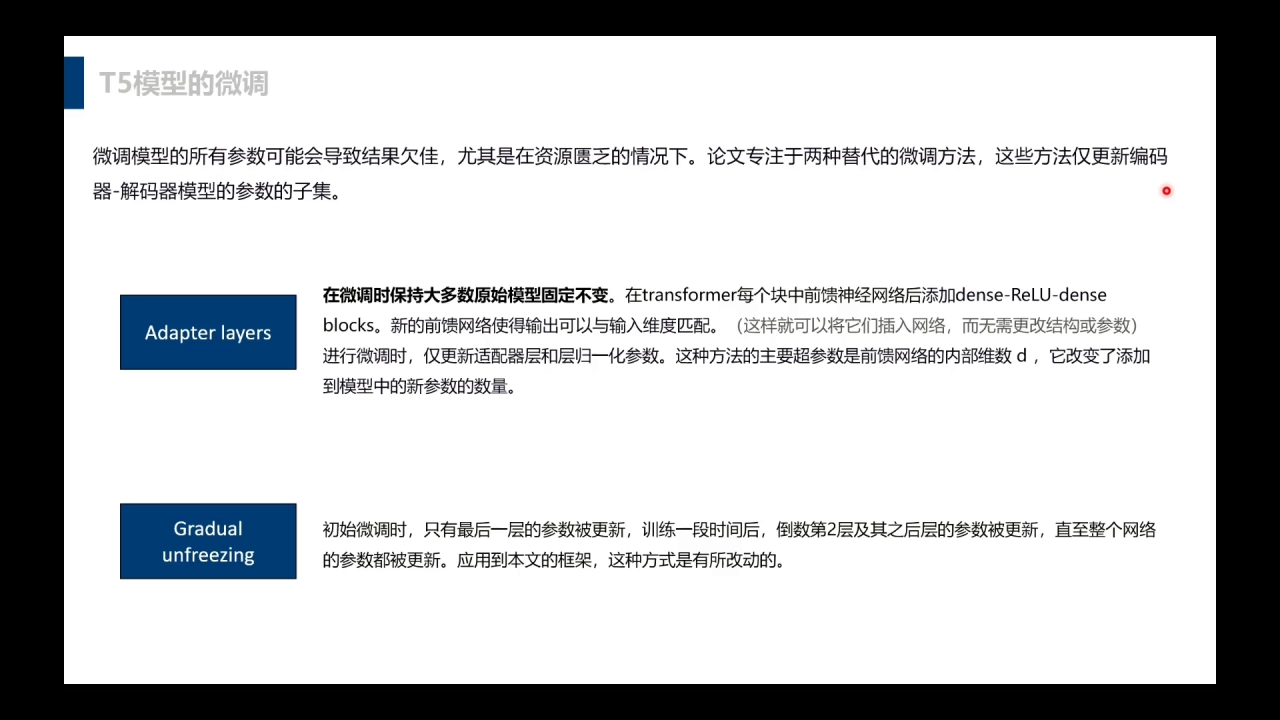 T5模型的微调
微调模型的所有参数可能会导致结果欠佳，尤其是在资源匮乏的情况下。论文专注于两种替代的微调方法，这些方法仅更新编码
器-解码器模型的参数的子集。
Adapter layers
在微调时保持大多数原始模型固定不变。在transformer每个块中前馈神经网络后添加dense-ReLU-dense
blocks。新的前馈网络使得输出可以与输入维度匹配。（这样就可以将它们插入网络，而无需更改结构或参数）
进行微调时，仅更新适配器层和层归一化参数。这种方法的主要超参数是前馈网络的内部维数 d ，它改变了添加
到模型中的新参数的数量。
Gradual
unfreezing
初始微调时，只有最后一层的参数被更新，训练一段时间后，倒数第2层及其之后层的参数被更新，直至整个网络
的参数都被更新。应用到本文的框架，这种方式是有所改动的。